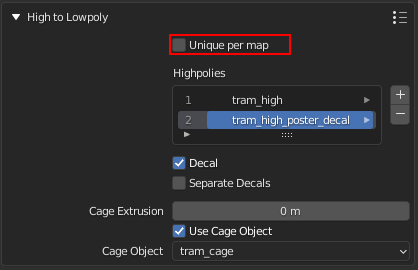 High to Lowpoly
Unique per map
Highpolies
1 tram_high
2 tram_high_poster_decal
Decal
Separate Decals
Cage Extrusion 0 m
Use Cage Object
Cage Object tram_cage